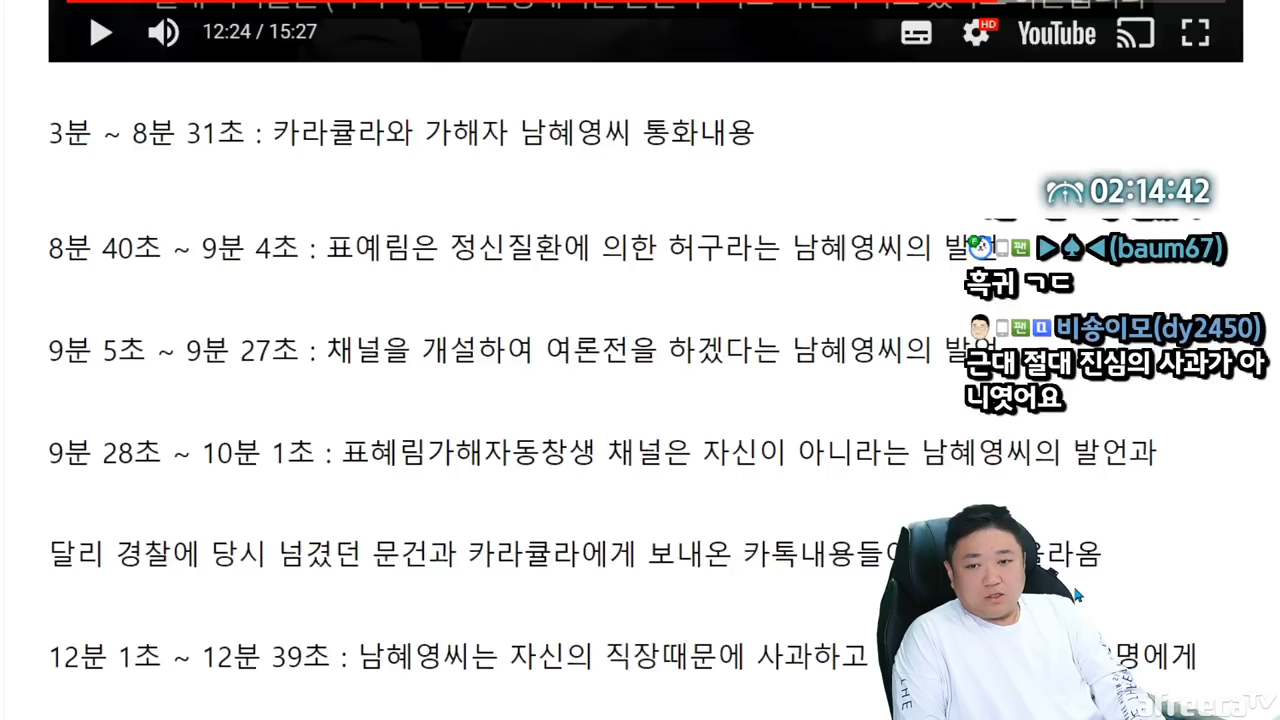 12:24 / 15:27
HD
YouTube
3분 ~ 8분 31초 : 카라큘라와 가해자 남혜영씨 통화내용
02:14:42
8분 40초 ~ 9분 4초 : 표예림은 정신질환에 의한 허구라는 남혜영씨의 발언
팬 ▶♠◀(baum67)
흑귀 ㄱㄷ
9분 5초 ~ 9분 27초 : 채널을 개설하여 여론전을 하겠다는 남혜영씨의 발언
팬 비숑이모(dy2450)
근대 절대 진심의 사과가 아
니엿어요
9분 28초 ~ 10분 1초 : 표혜림가해자동창생 채널은 자신이 아니라는 남혜영씨의 발언과
달리 경찰에 당시 넘겼던 문건과 카라큘라에게 보내온 카톡내용들이 올라옴
12분 1초 ~ 12분 39초 : 남혜영씨는 자신의 직장때문에 사과하고 명에게
THE
afreecaTV